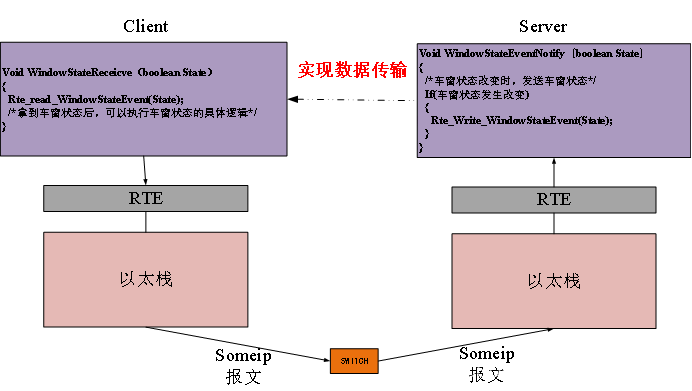 Client
Server
Void WindowStateReceicve（boolean State）
{
Rte_read_WindowStateEvent(State);
/*拿到车窗状态后，可以执行车窗状态的具体逻辑*/
}
实现数据传输
Void WindowStateEventNotify（boolean State）
{
/*车窗状态改变时，发送车窗状态*/
If(车窗状态发生改变)
{
Rte_Write_WindowStateEvent(State);
}
}
RTE
RTE
以太栈
以太栈
Someip
报文
SWITCH
Someip
报文